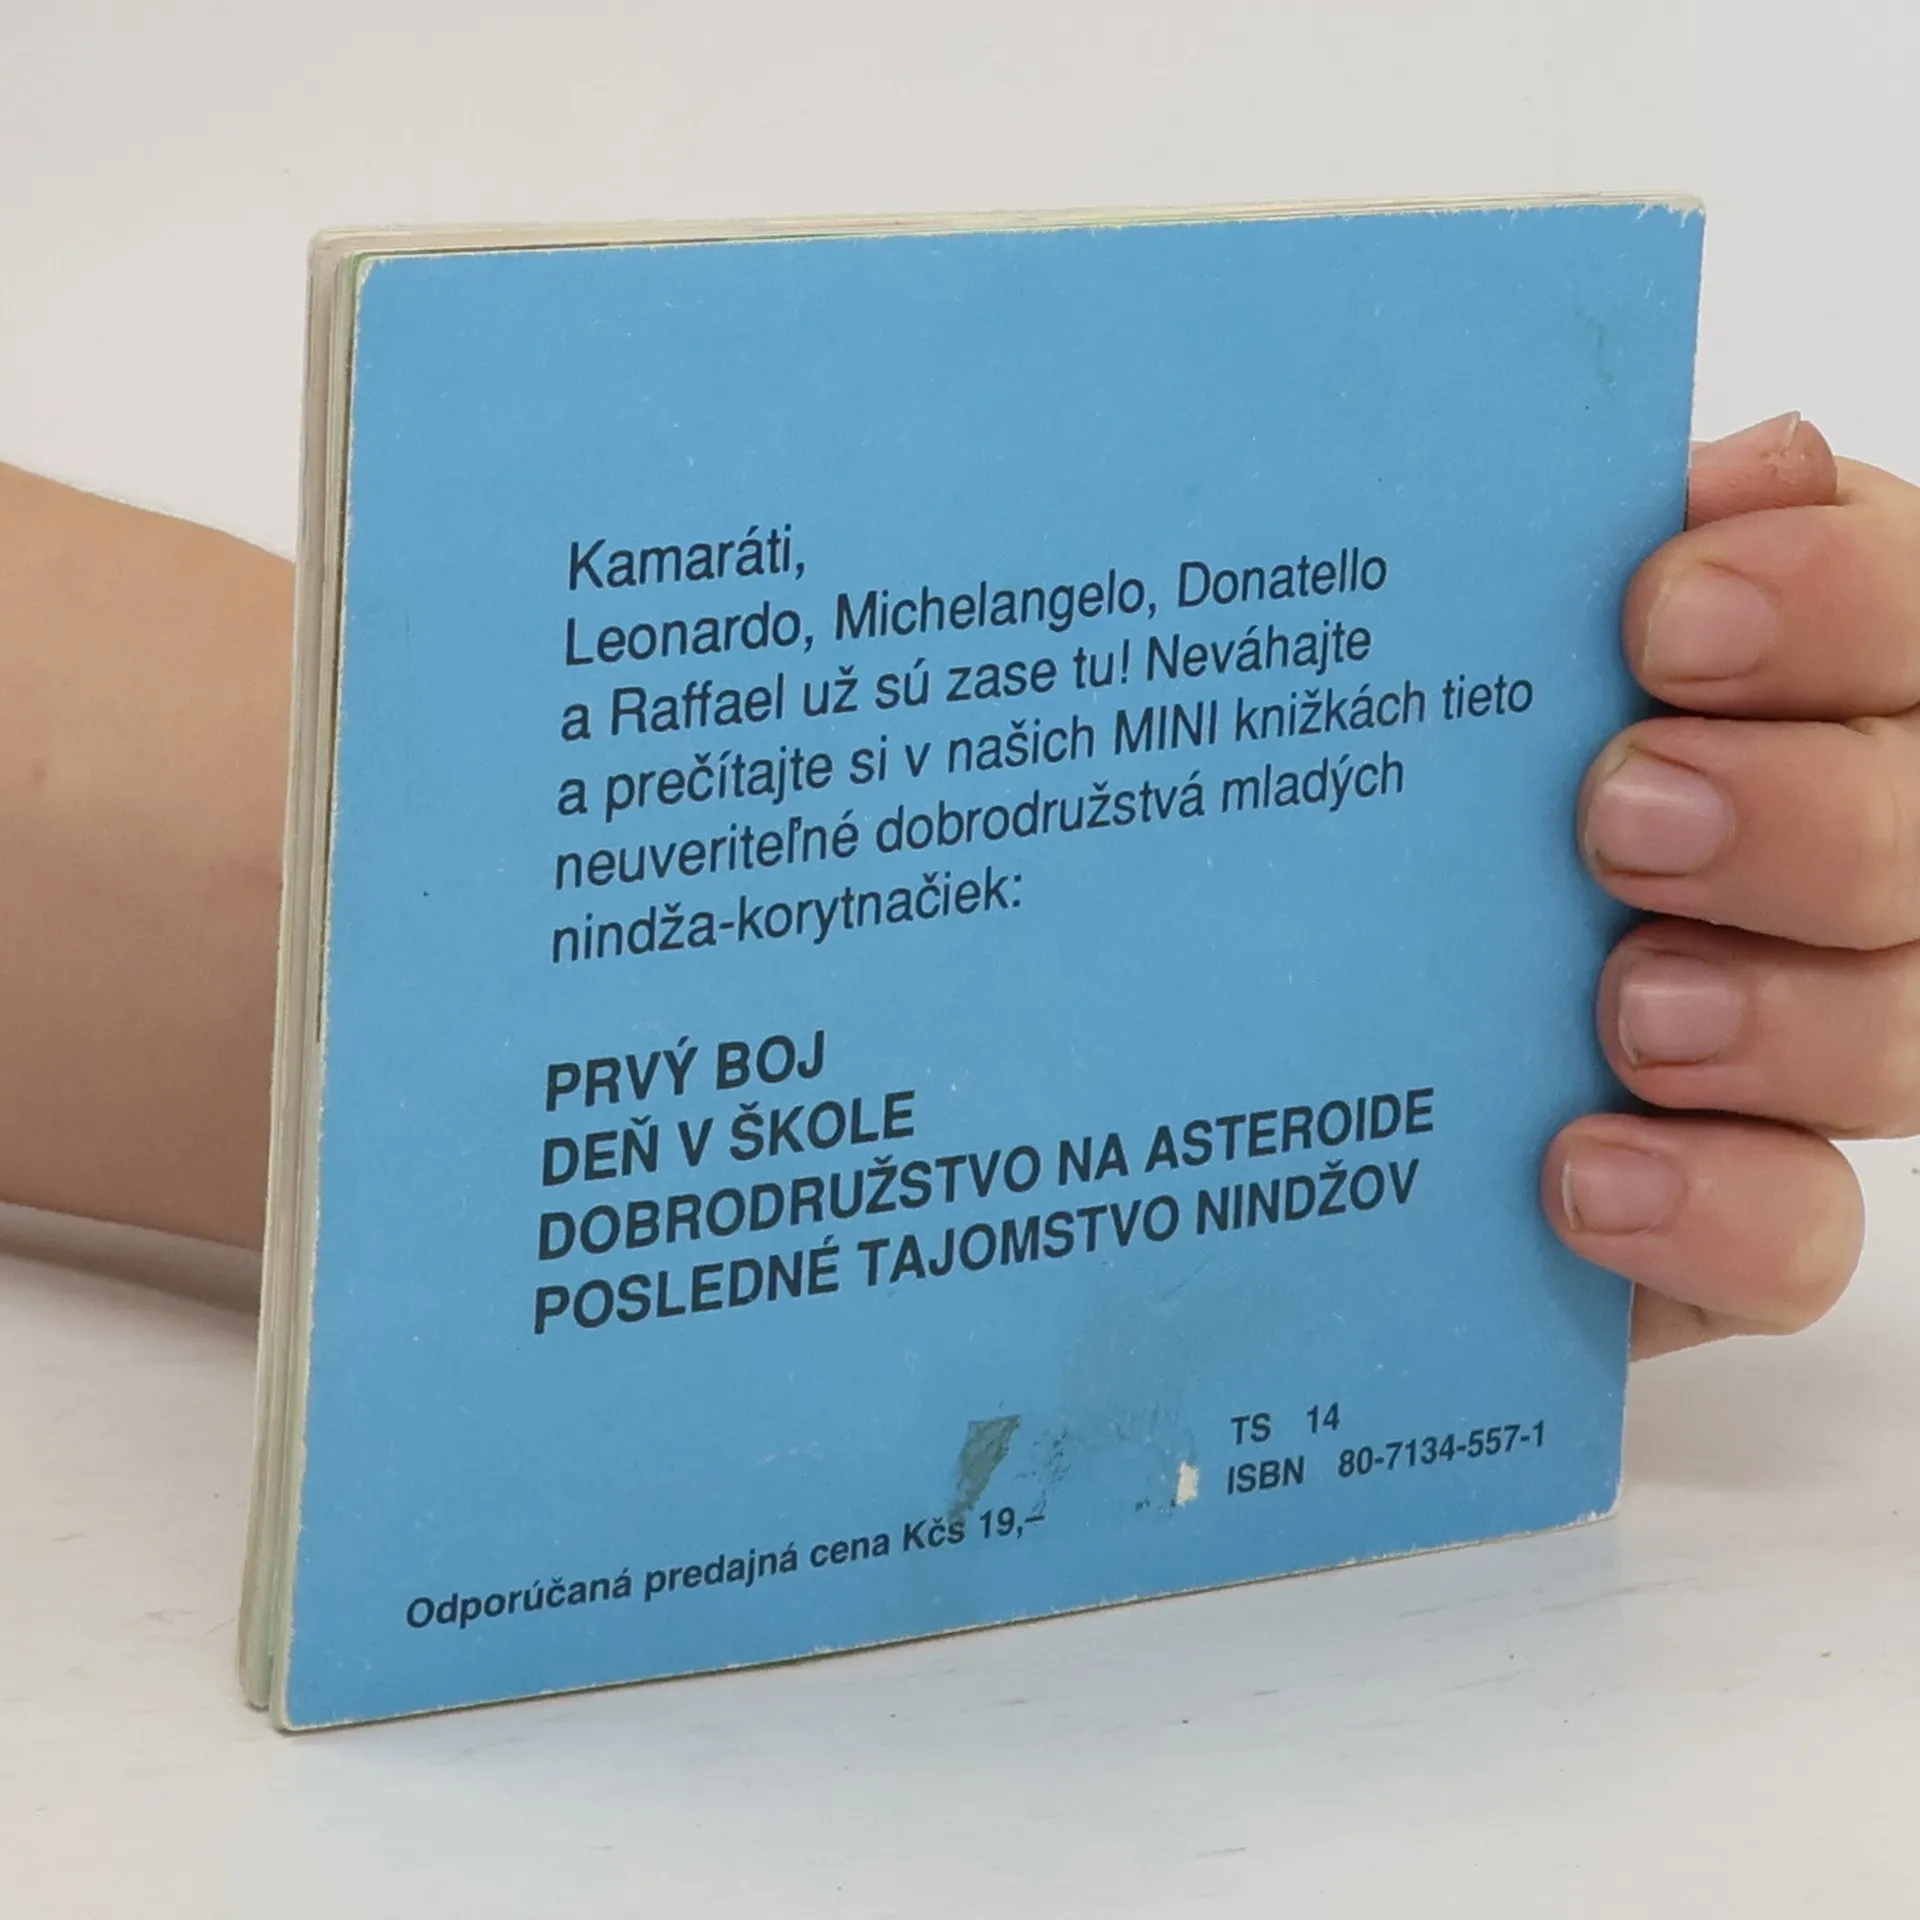 Kamaráti,
Leonardo, Michelangelo, Donatello
a Raffael už sú zase tu! Neváhajte
a prečítajte si v našich MINI knižkách tieto
neuveriteľné dobrodružstvá mladých
nindža-korytnačiek:
PRVÝ BOJ
DEŇ V ŠKOLE
DOBRODRUŽSTVO NA ASTEROIDE
POSLEDNÉ TAJOMSTVO NINDŽOV
TS 14
ISBN 80-7134-557-1
Odporúčaná predajná cena Kčs 19,–